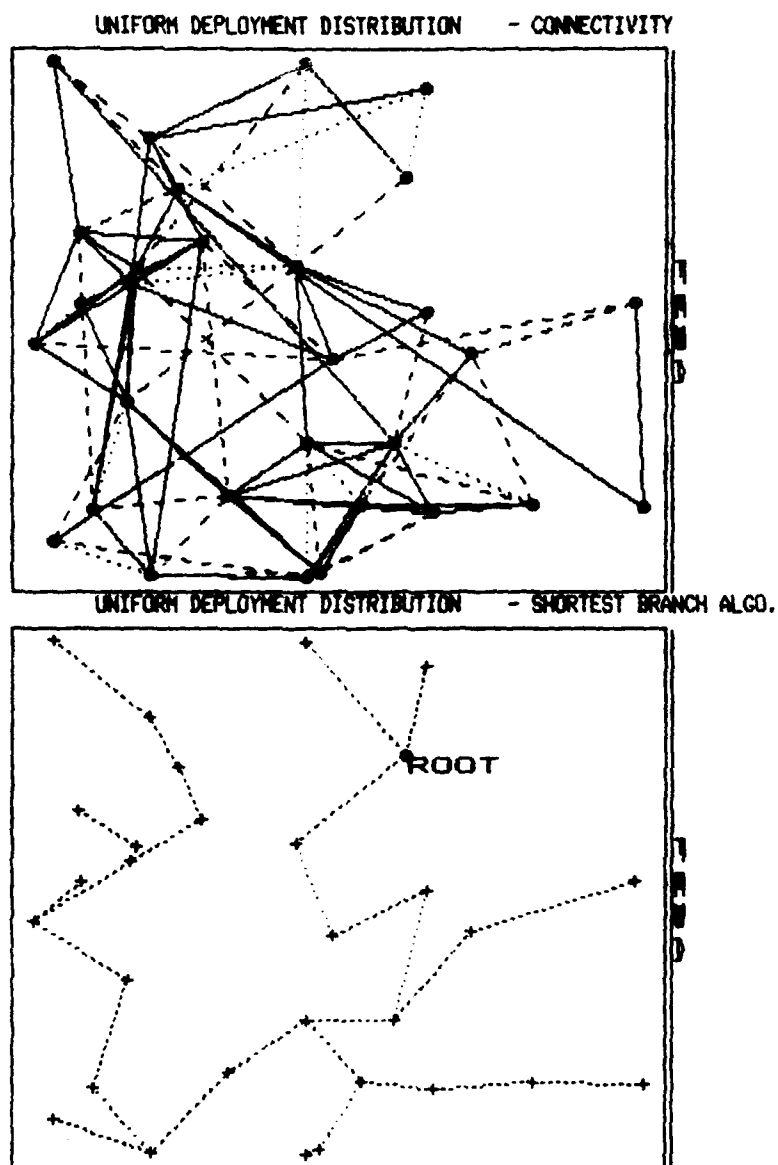 UNIFORM DEPLOYMENT DISTRIBUTION - CONNECTIVITY
UNIFORM DEPLOYMENT DISTRIBUTION - SHORTEST BRANCH ALGO.
ROOT